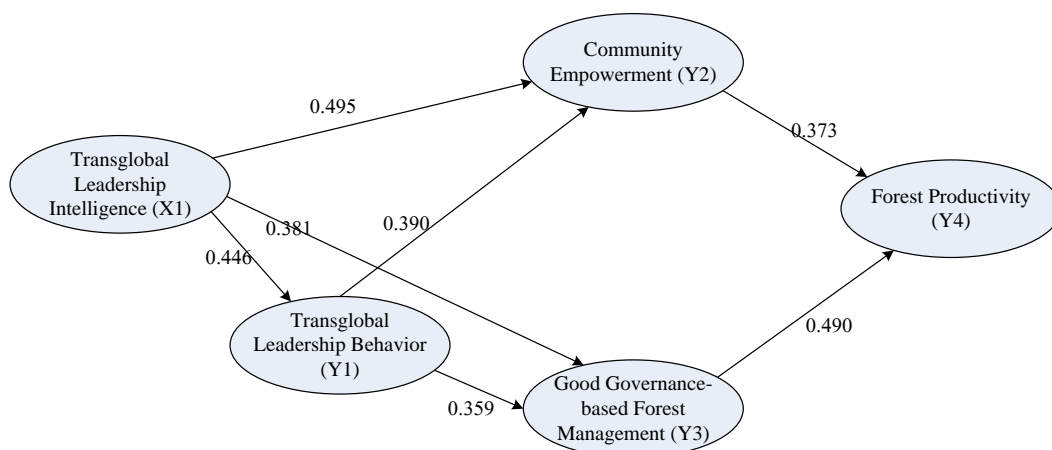 Community
Empowerment (Y2)
0.495
0.373
Transglobal
Leadership
Intelligence (X1)
Forest Productivity
(Y4)
0.390
0.381
0.446
Transglobal
Leadership Behavior
(Y1)
0.490
0.359
Good Governance-
based Forest
Management (Y3)